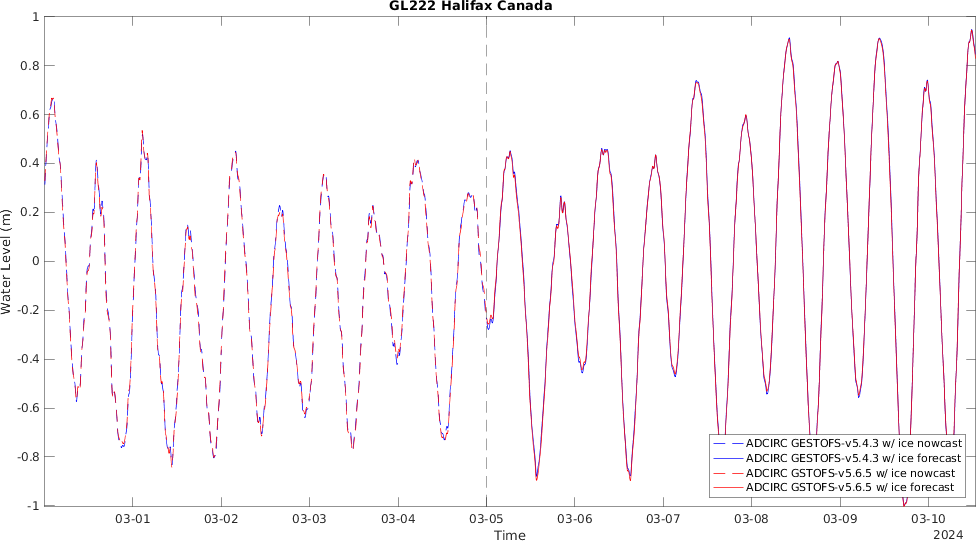 GL222 Halifax Canada
1
0.8
0.6
0.4
0.2
0
-0.2
-0.4
-0.6
-0.8
-1
Water Level (m)
03-01 03-02 03-03 03-04 03-05 03-06 03-07 03-08 03-09 03-10
Time
2024
ADCIRC GESTOFS-v5.4.3 w/ ice nowcast
ADCIRC GESTOFS-v5.4.3 w/ ice forecast
ADCIRC GSTOFS-v5.6.5 w/ ice nowcast
ADCIRC GSTOFS-v5.6.5 w/ ice forecast